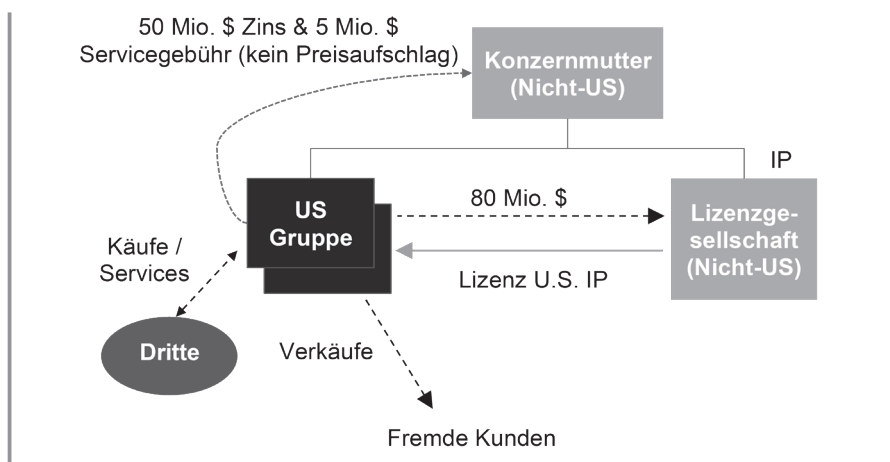 50 Mio. $ Zins & 5 Mio. $
Servicegebühr (kein Preisaufschlag)
Konzernmutter
(Nicht-US)
IP
US
Gruppe
80 Mio. $
Lizenzge-
sellschaft
(Nicht-US)
Käufe /
Services
Lizenz U.S. IP
Dritte
Verkäufe
Fremde Kunden